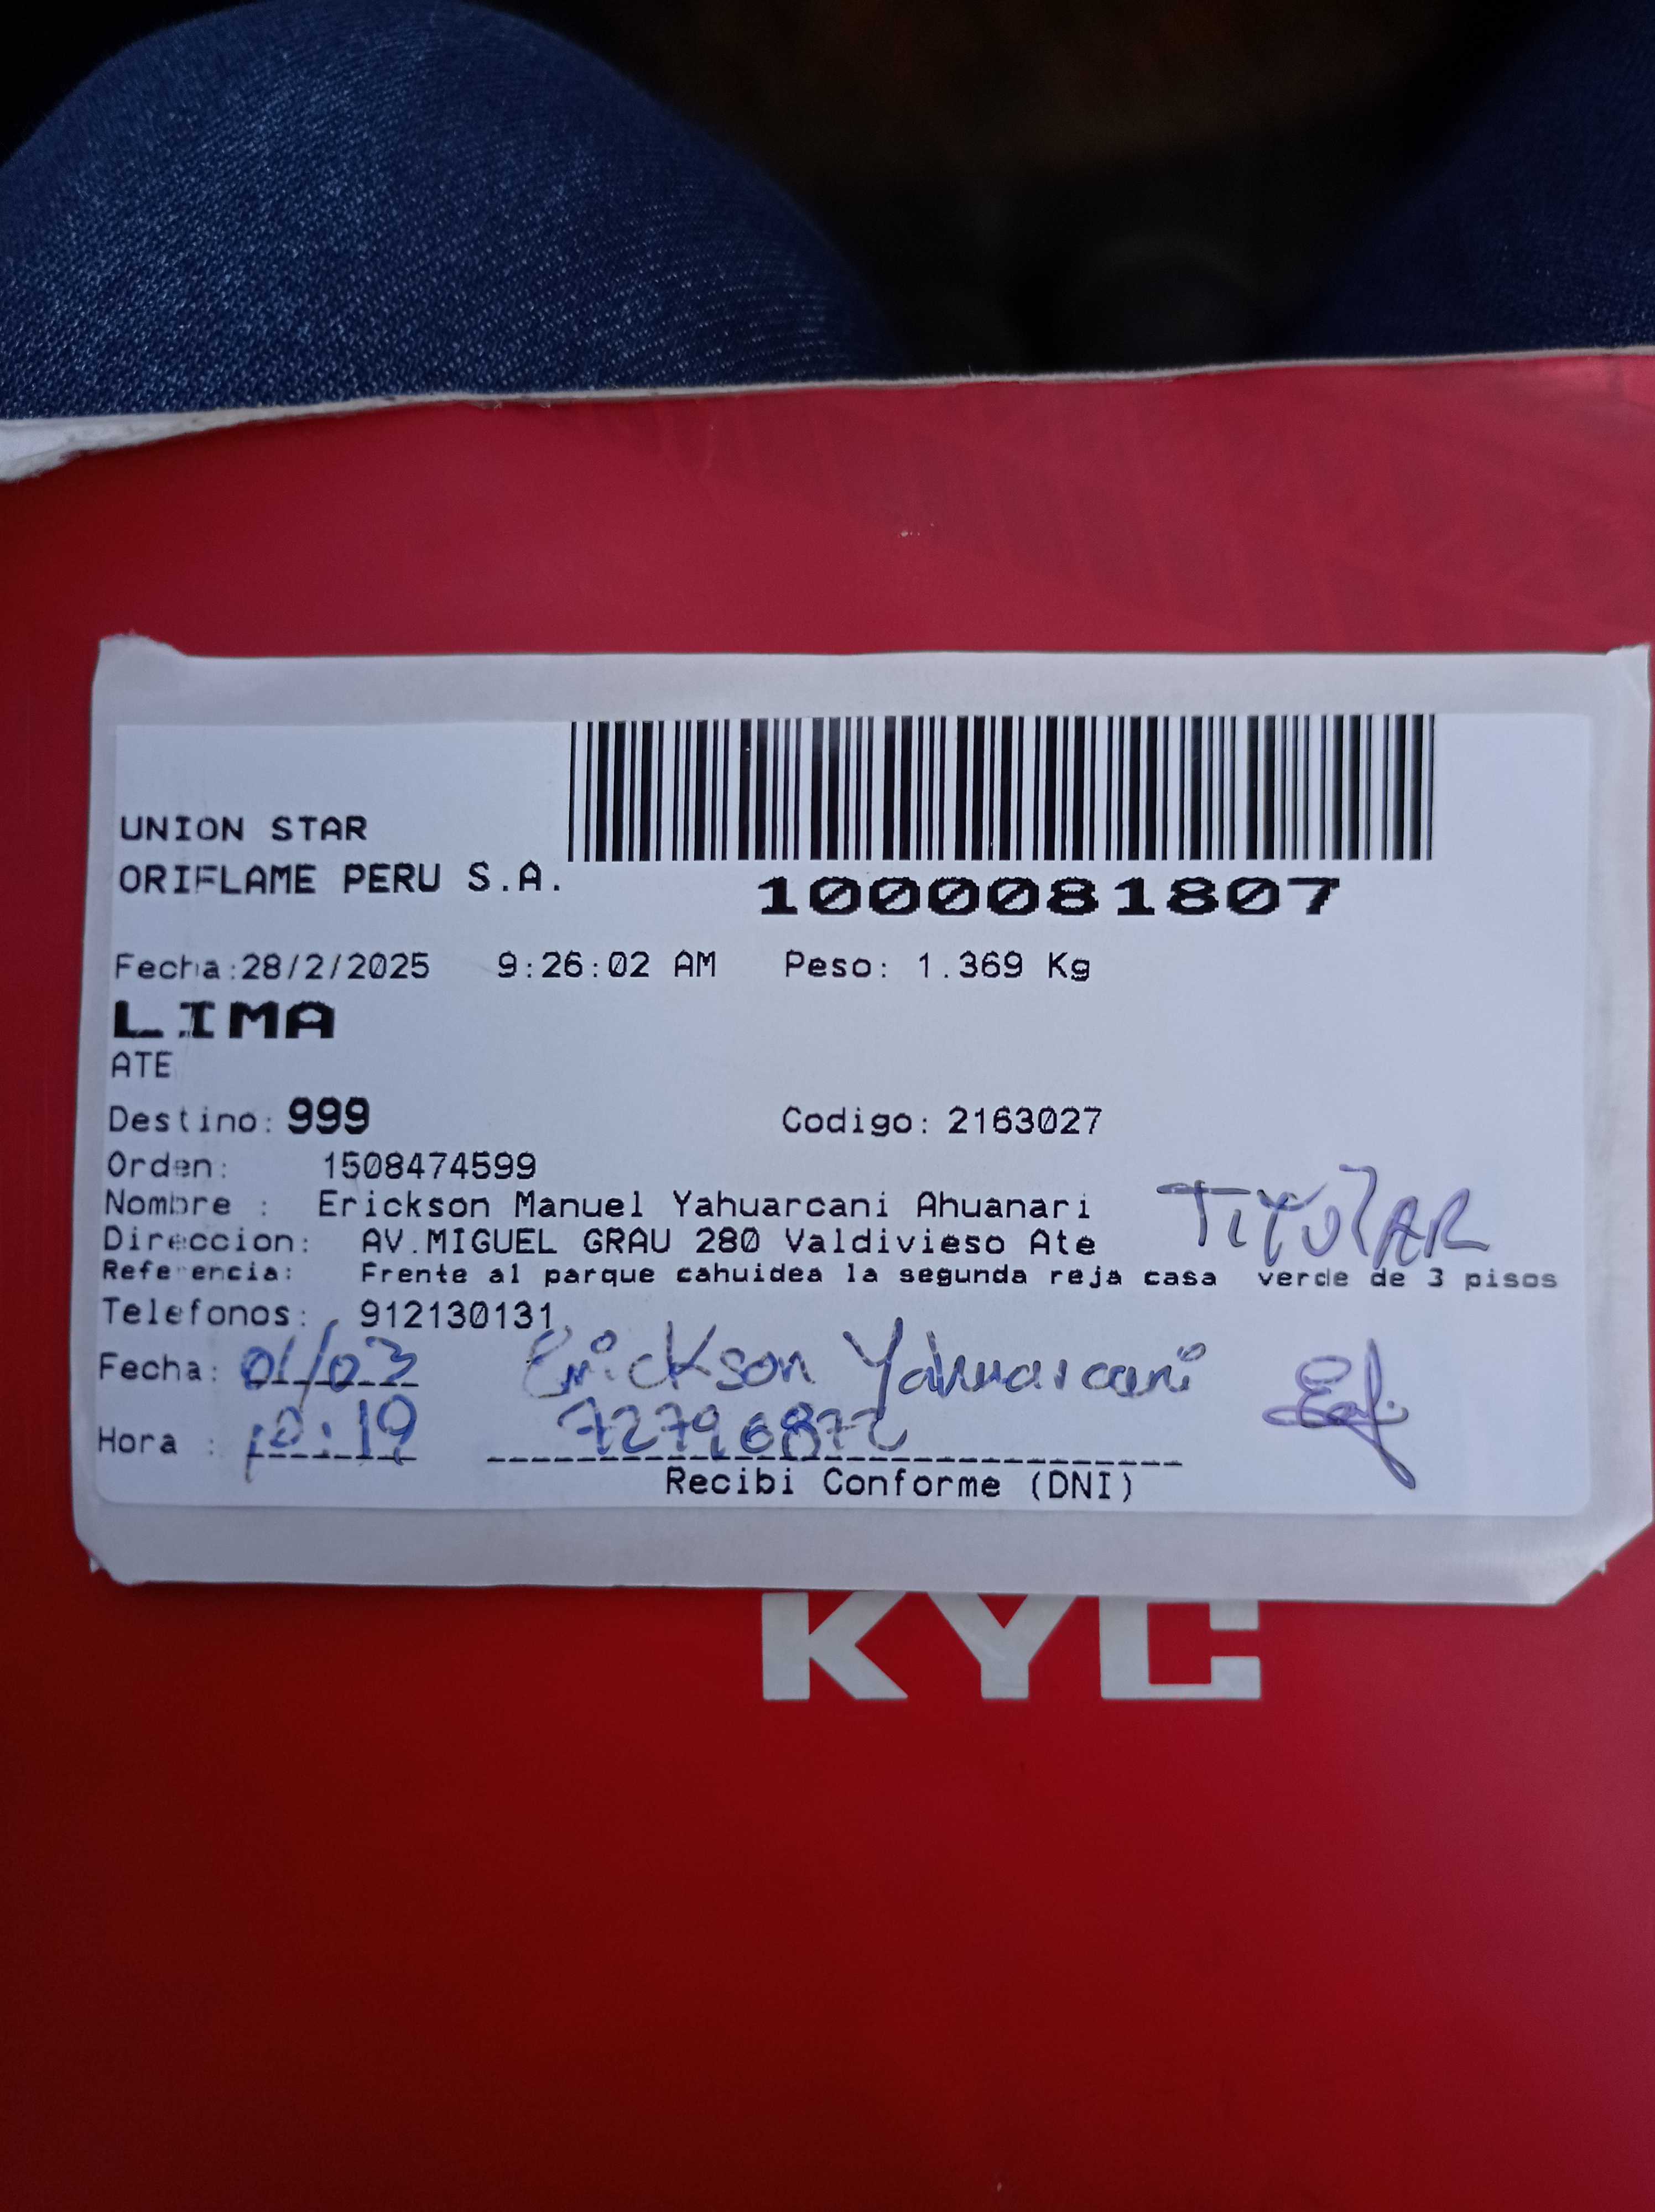 UNION STAR
ORIFLAME PERU S.A.
1000081807
Fecha:28/2/2025 9:26:02 AM Peso: 1.369 Kg
LIMA
ATE
Destino: 999 Codigo: 2163027
Orden: 1508474599
Nombre : Erickson Manuel Yahuarcani Ahuanari TITULAR
Direccion: AV.MIGUEL GRAU 280 Valdivieso Ate
Referencia: Frente al parque cahuidea la segunda reja casa verde de 3 pisos
Telefonos: 912130131
Fecha: 01/03 Erickson Yahuarcani
Hora : 10:19 72796872
Recibi Conforme (DNI)
KYC